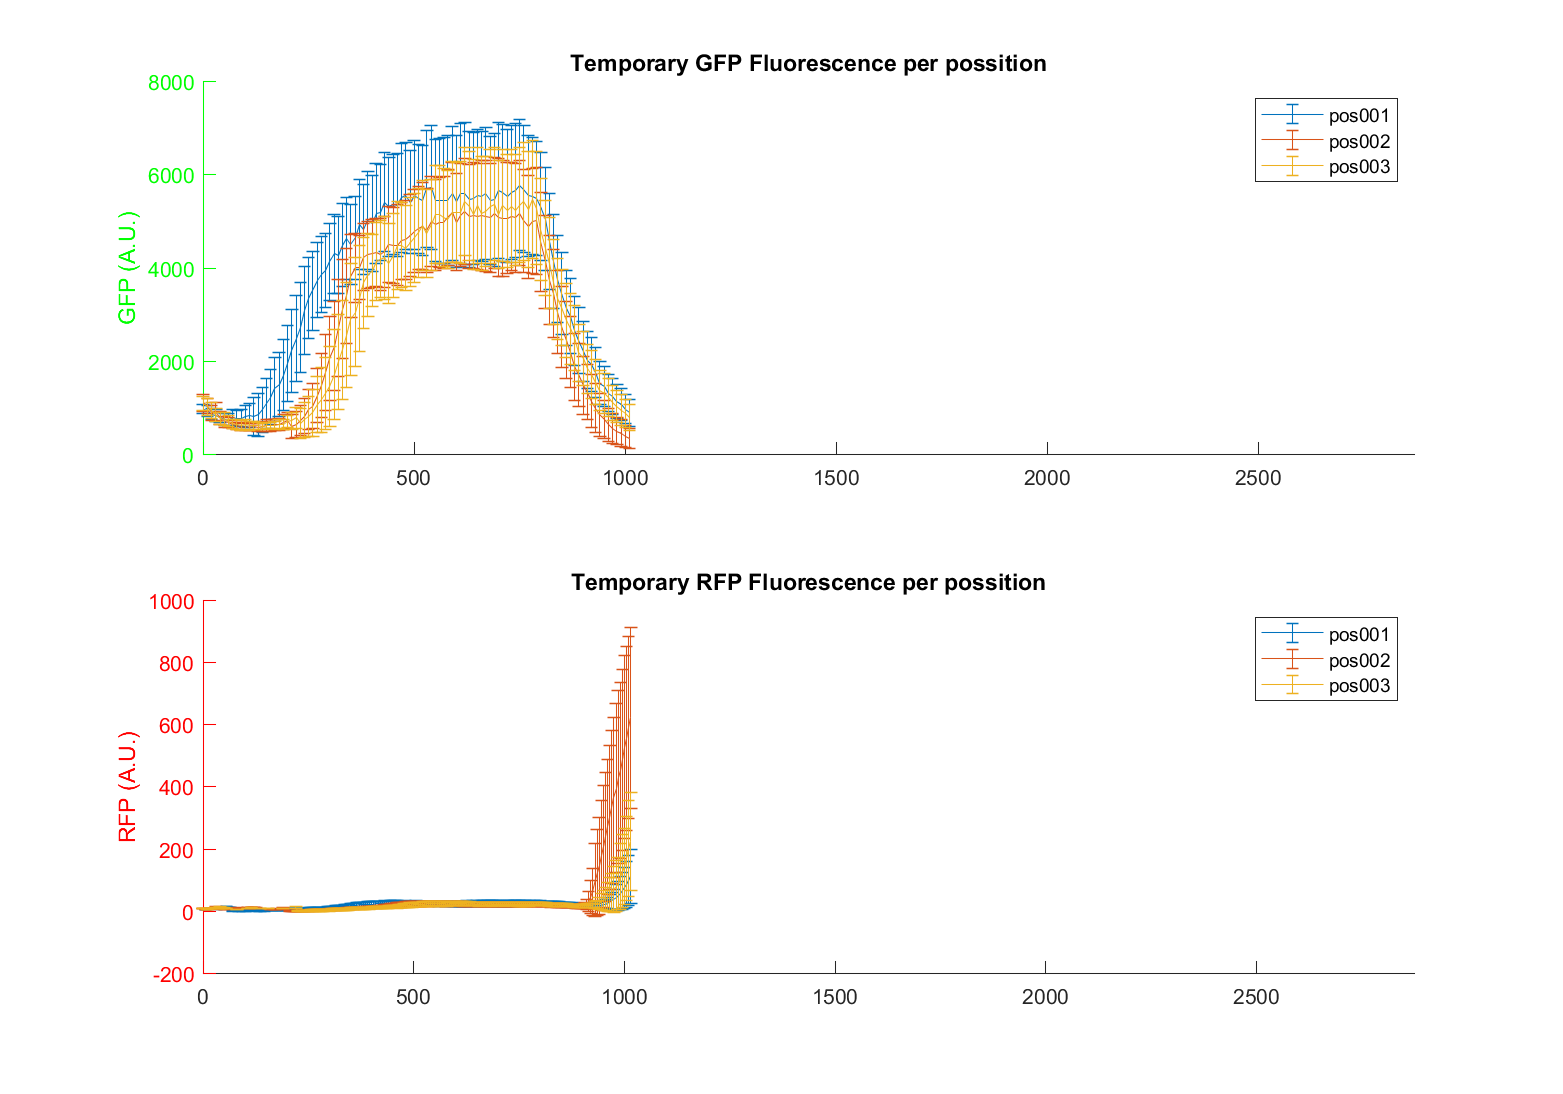 Temporary GFP Fluorescence per possition
8000
6000
4000
2000
0
GFP (A.U.)
0 500 1000 1500 2000 2500
pos001
pos002
pos003
Temporary RFP Fluorescence per possition
1000
800
600
400
200
0
-200
RFP (A.U.)
0 500 1000 1500 2000 2500
pos001
pos002
pos003